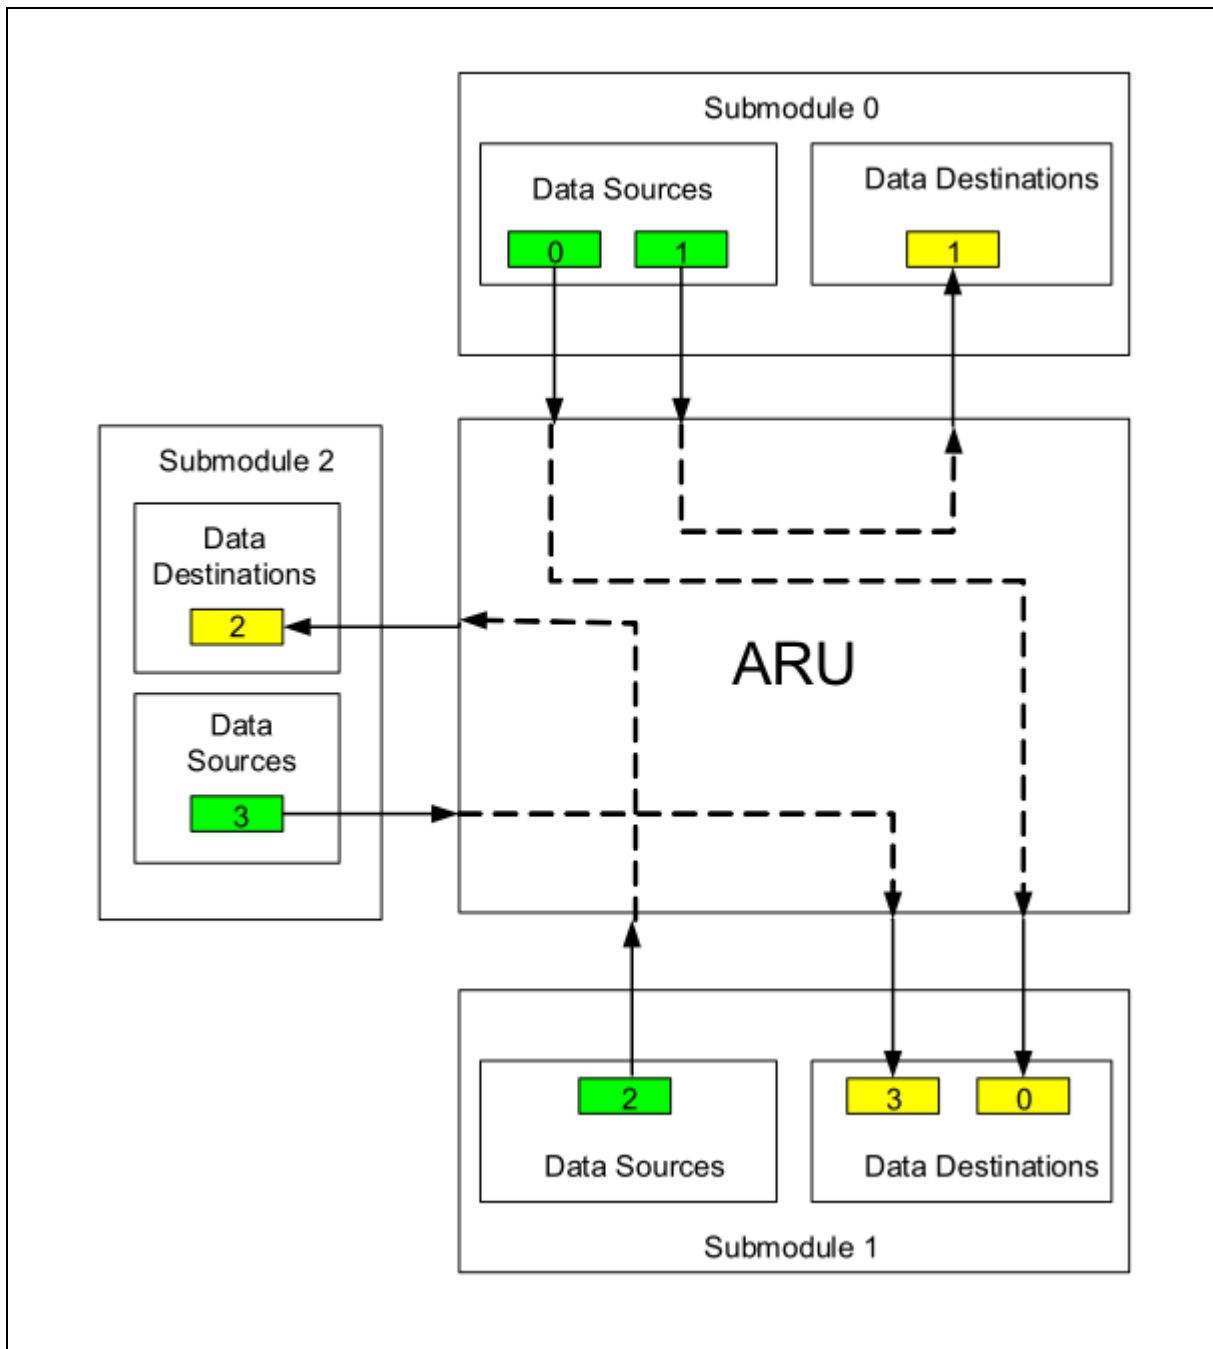 Submodule 0
Data Sources
Data Destinations
0
1
1
Submodule 2
Data
Destinations
2
Data
Sources
3
ARU
2
3
0
Data Sources
Data Destinations
Submodule 1